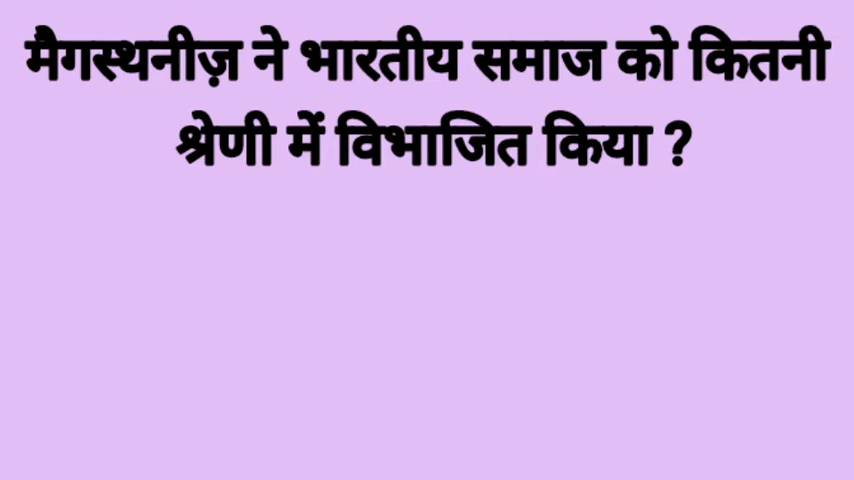 मैगस्थनीज़ ने भारतीय समाज को कितनी
श्रेणी में विभाजित किया ?